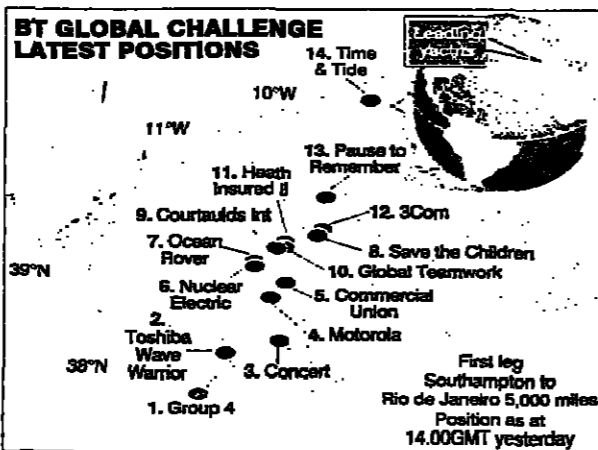 BT GLOBAL CHALLENGE
LATEST POSITIONS
Leading
yachts
14. Time
& Tide
10°W
11°W
13. Pause to
Remember
11. Heath
Insured II
9. Courtaulds Int
12. 3Com
7. Ocean
Rover
8. Save the Children
39°N
10. Global Teamwork
6. Nuclear
Electric
5. Commercial
Union
2.
Toshiba
Wave
Warrior
4. Motorola
38°N
3. Concert
1. Group 4
First leg
Southampton to
Rio de Janeiro 5,000 miles
Position as at
14.00GMT yesterday